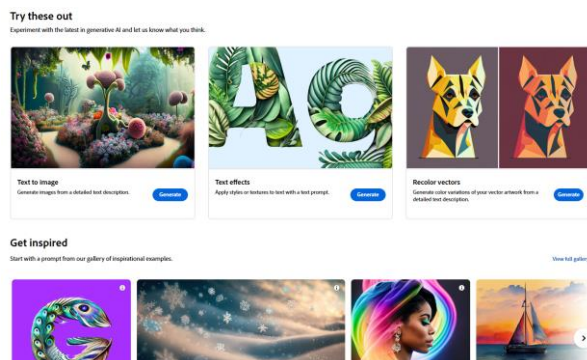 Try these out
Experiment with the latest in generative AI and let us know what you think.
Ag
Text to image
Generate images from a detailed text description.
Generate
Text effects
Apply styles or textures to text with a text prompt.
Generate
Recolor vectors
Generate color variations of your vector artwork from a
detailed text description.
Generate
Get inspired
Start with a prompt from our gallery of inspirational examples.
View full gallery